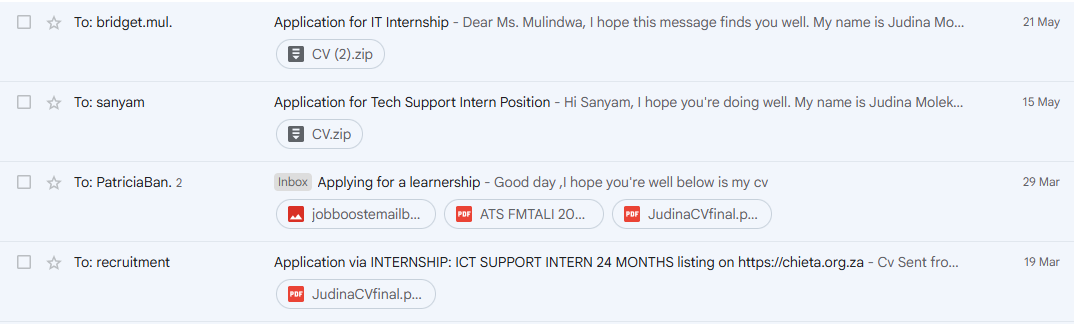 To: bridget.mul. Application for IT Internship - Dear Ms. Mulindwa, I hope this message finds you well. My name is Judina Mo... 21 May
CV (2).zip
To: sanyam Application for Tech Support Intern Position - Hi Sanyam, I hope you're doing well. My name is Judina Molek... 15 May
CV.zip
To: PatriciaBan. 2 Inbox Applying for a learnership - Good day ,I hope you're well below is my cv 29 Mar
jobboostemailb... PDF ATS FMTALI 2O... PDF JudinaCVfinal.p...
To: recruitment Application via INTERNSHIP: ICT SUPPORT INTERN 24 MONTHS listing on https://chieta.org.za - Cv Sent fro... 19 Mar
PDF JudinaCVfinal.p...